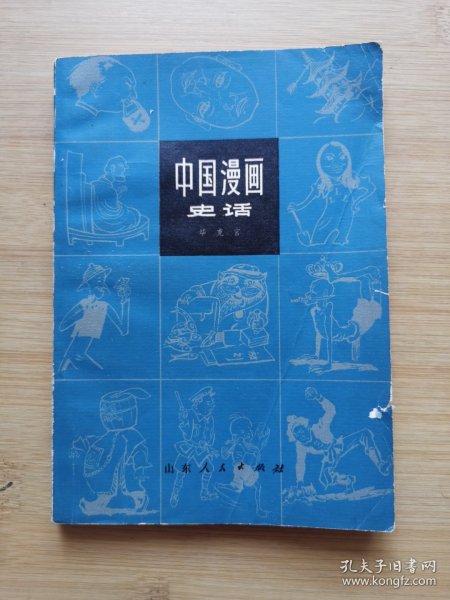 中国漫画
史话
毕克官
山东人民出版社
孔夫子旧书网
www.kongfz.com